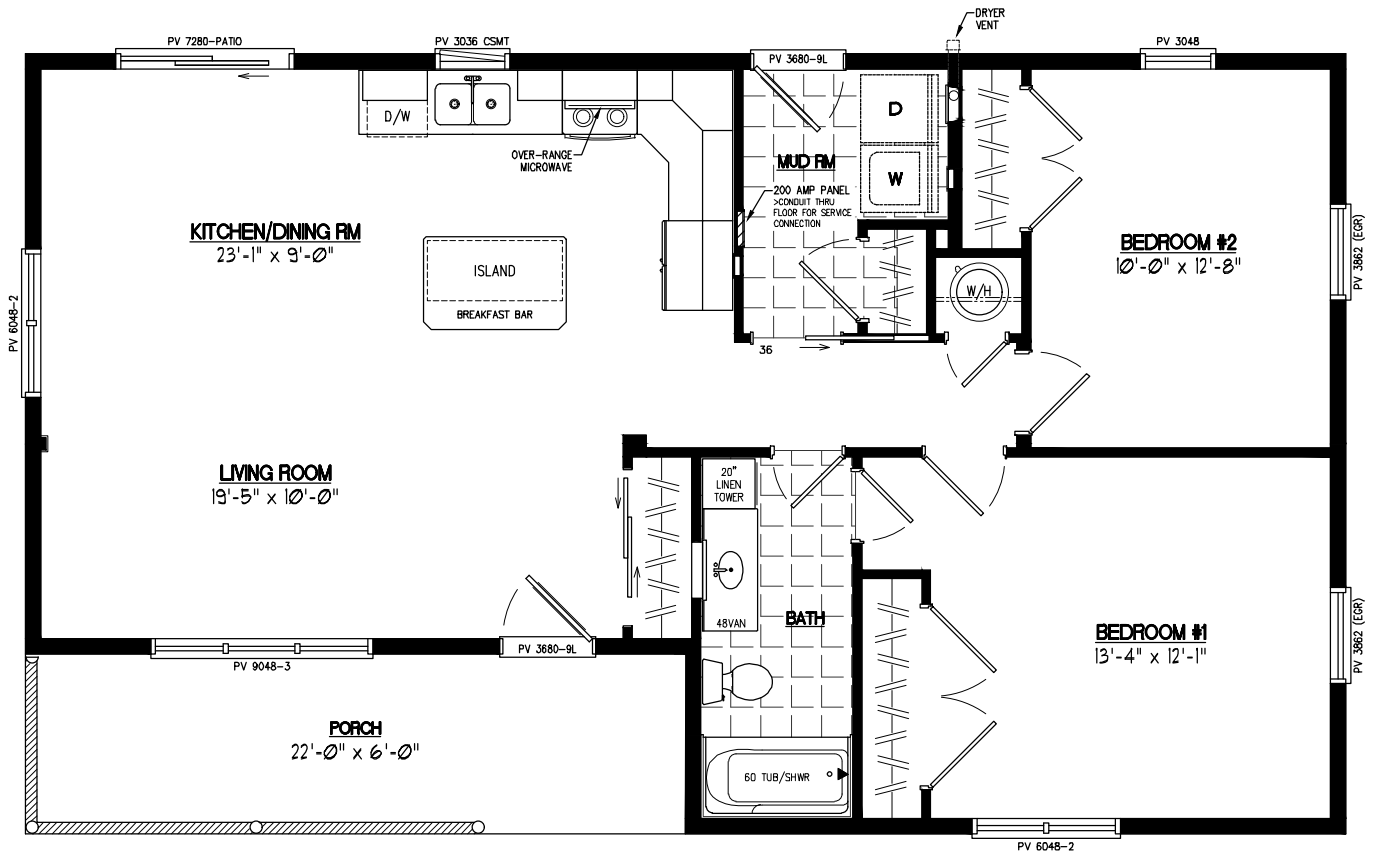 DRYER
VENT
PV 7280-PATIO
PV 3036 CSMT
PV 3680-9L
PV 3048
D/W
OVER-RANGE
MICROWAVE
D
MUD RM
W
200 AMP PANEL
>CONDUIT THRU
FLOOR FOR SERVICE
CONNECTION
KITCHEN/DINING RM
23'-1" x 9'-0"
ISLAND
BREAKFAST BAR
BEDROOM #2
10'-0" x 12'-8"
PV 3862 (EGR)
W/H
PV 6048-2
36
LIVING ROOM
19'-5" x 10'-0"
20"
LINEN
TOWER
48VAN
BATH
BEDROOM #1
13'-4" x 12'-1"
PV 3862 (EGR)
PV 9048-3
PV 3680-9L
PORCH
22'-0" x 6'-0"
60 TUB/SHWR
PV 6048-2